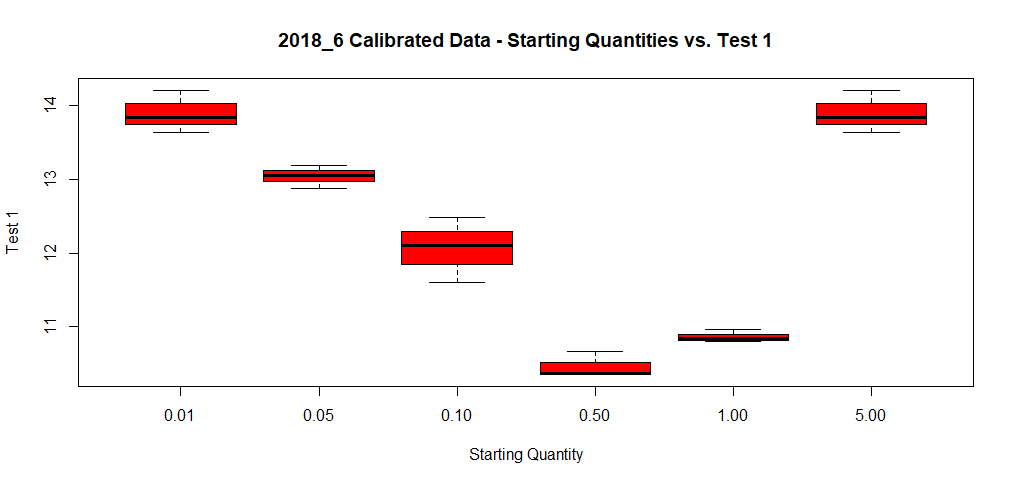 2018_6 Calibrated Data - Starting Quantities vs. Test 1
14
13
12
11
Test 1
0.01 0.05 0.10 0.50 1.00 5.00
Starting Quantity